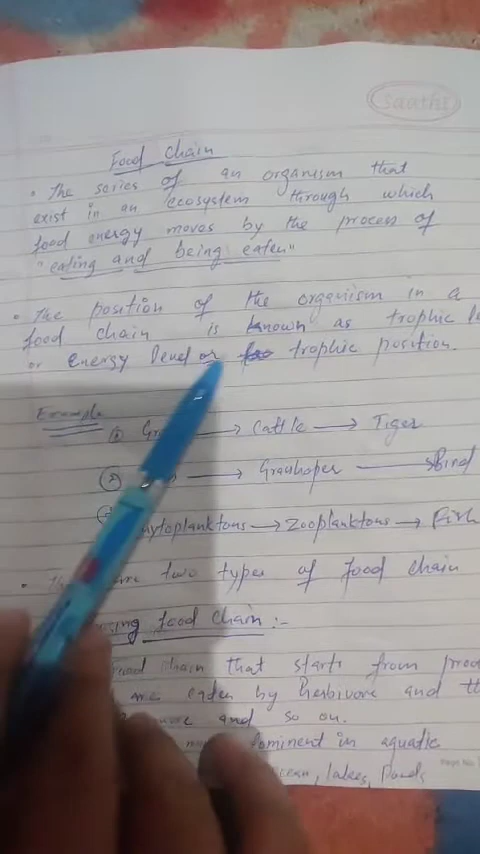 saathi
Food Chain
• The series of an organism that
exist in an ecosystem through which
food energy moves by the process of
"eating and being eaten"
• The position of the organism in a
food chain is known as trophic
or energy level or trophic position.
Example
① → Cattle → Tiger
② → Grasshoper → Bird
→ Zooplanktons → Fish
• two types of food chain
food chain :-
food chain that starts from
are eaten by herbivore and
and so on.
dominent in aquatic
Lakes, Ponds
Page No.